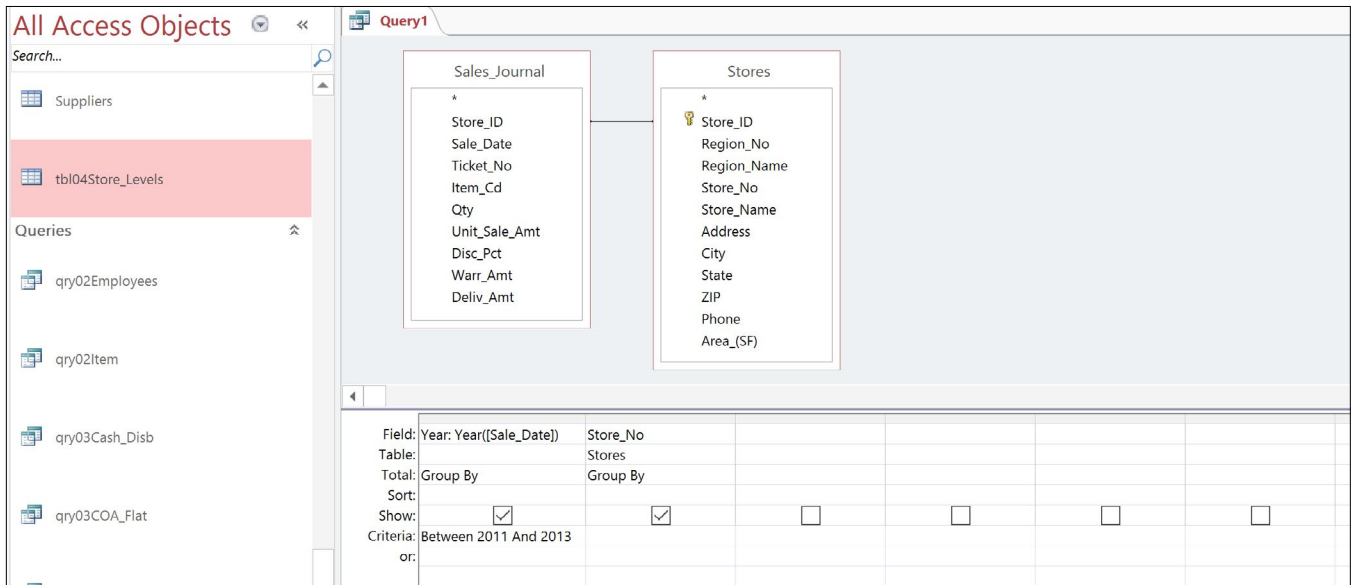 All Access Objects «
Search...
Suppliers
tbl04Store_Levels
Queries
qry02Employees
qry02Item
qry03Cash_Disb
qry03COA_Flat
Query1
Sales_Journal
*
Store_ID
Sale_Date
Ticket_No
Item_Cd
Qty
Unit_Sale_Amt
Disc_Pct
Warr_Amt
Deliv_Amt
Stores
*
Store_ID
Region_No
Region_Name
Store_No
Store_Name
Address
City
State
ZIP
Phone
Area_(SF)
Field: Year: Year([Sale_Date]) Store_No
Table: Stores
Total: Group By Group By
Sort:
Show:
Criteria: Between 2011 And 2013
or: